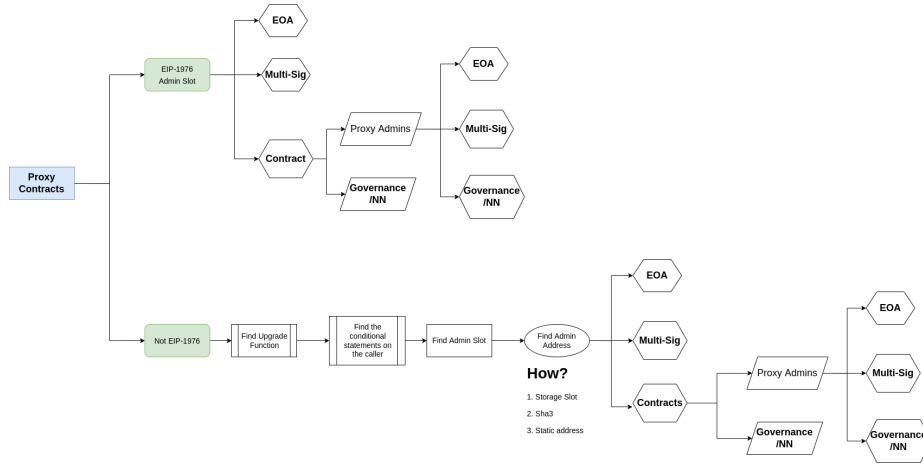 EOA
EIP-1976
Admin Slot
Multi-Sig
Contract
Proxy Admins
Governance
/NN
EOA
Multi-Sig
Governance
/NN
Proxy
Contracts
Not EIP-1976
Find Upgrade
Function
Find the
conditional
statements on
the caller
Find Admin Slot
Find Admin
Address
How?
1. Storage Slot
2. Sha3
3. Static address
EOA
Multi-Sig
Contracts
Proxy Admins
Governance
/NN
EOA
Multi-Sig
Governance
/NN